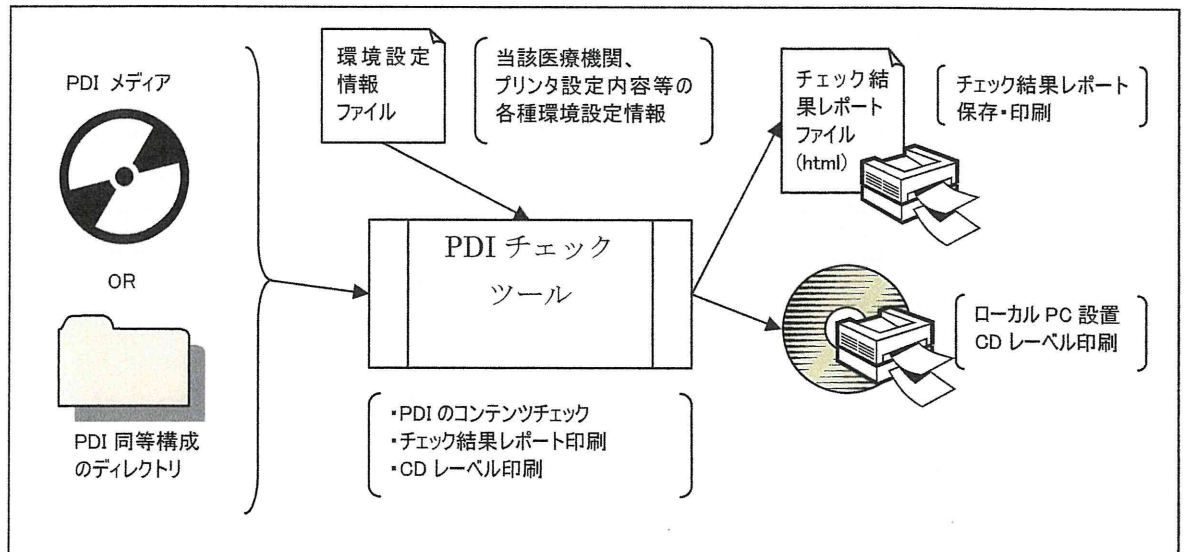 PDI メディア
OR
PDI 同等構成
のディレクトリ
環境設定
情報
ファイル
当該医療機関、
プリンタ設定内容等の
各種環境設定情報
PDI チェック
ツール
・PDI のコンテンツチェック
・チェック結果レポート印刷
・CD レーベル印刷
チェック結
果レポート
ファイル
(html)
チェック結果レポート
保存・印刷
ローカル PC 設置
CD レーベル印刷